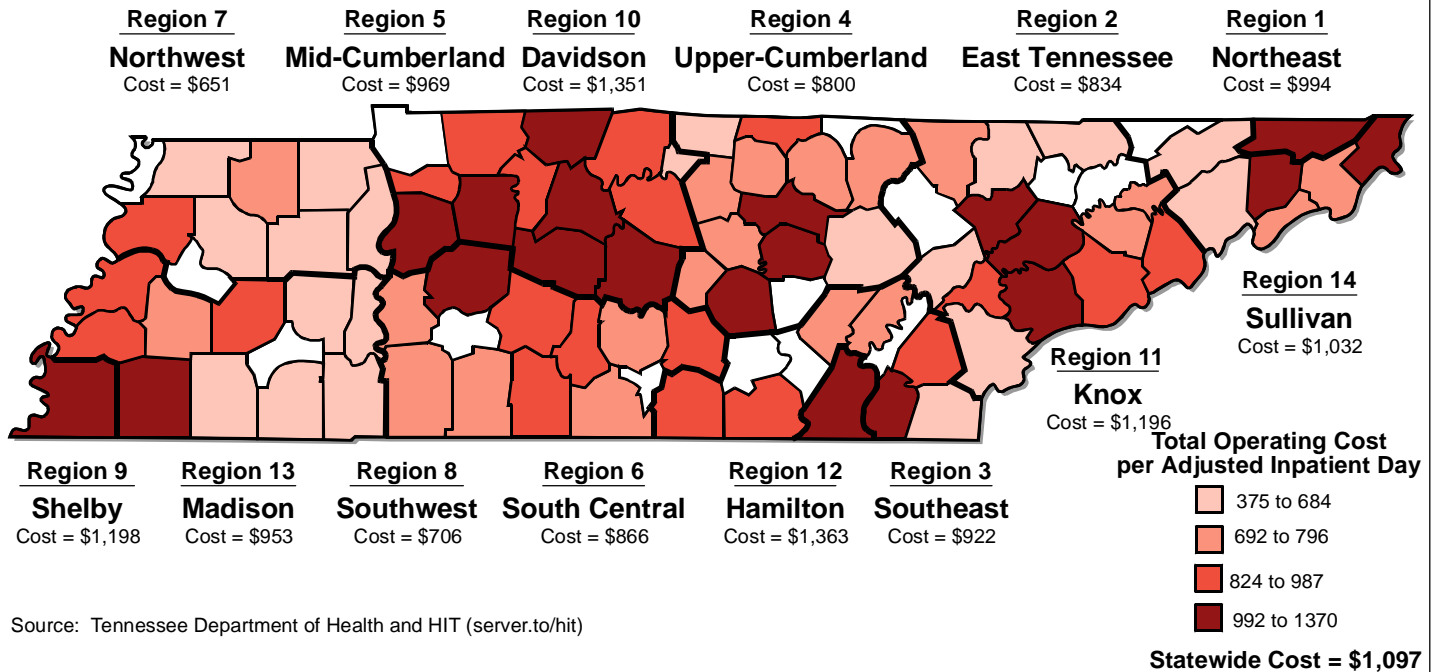 Region 7
Northwest
Cost = $651
Region 5
Mid-Cumberland
Cost = $969
Region 10
Davidson
Cost = $1,351
Region 4
Upper-Cumberland
Cost = $800
Region 2
East Tennessee
Cost = $834
Region 1
Northeast
Cost = $994
Region 14
Sullivan
Cost = $1,032
Region 11
Knox
Cost = $1,196
Region 9
Shelby
Cost = $1,198
Region 13
Madison
Cost = $953
Region 8
Southwest
Cost = $706
Region 6
South Central
Cost = $866
Region 12
Hamilton
Cost = $1,363
Region 3
Southeast
Cost = $922
Total Operating Cost
per Adjusted Inpatient Day
375 to 684
692 to 796
824 to 987
992 to 1370
Statewide Cost = $1,097
Source: Tennessee Department of Health and HIT (server.to/hit)